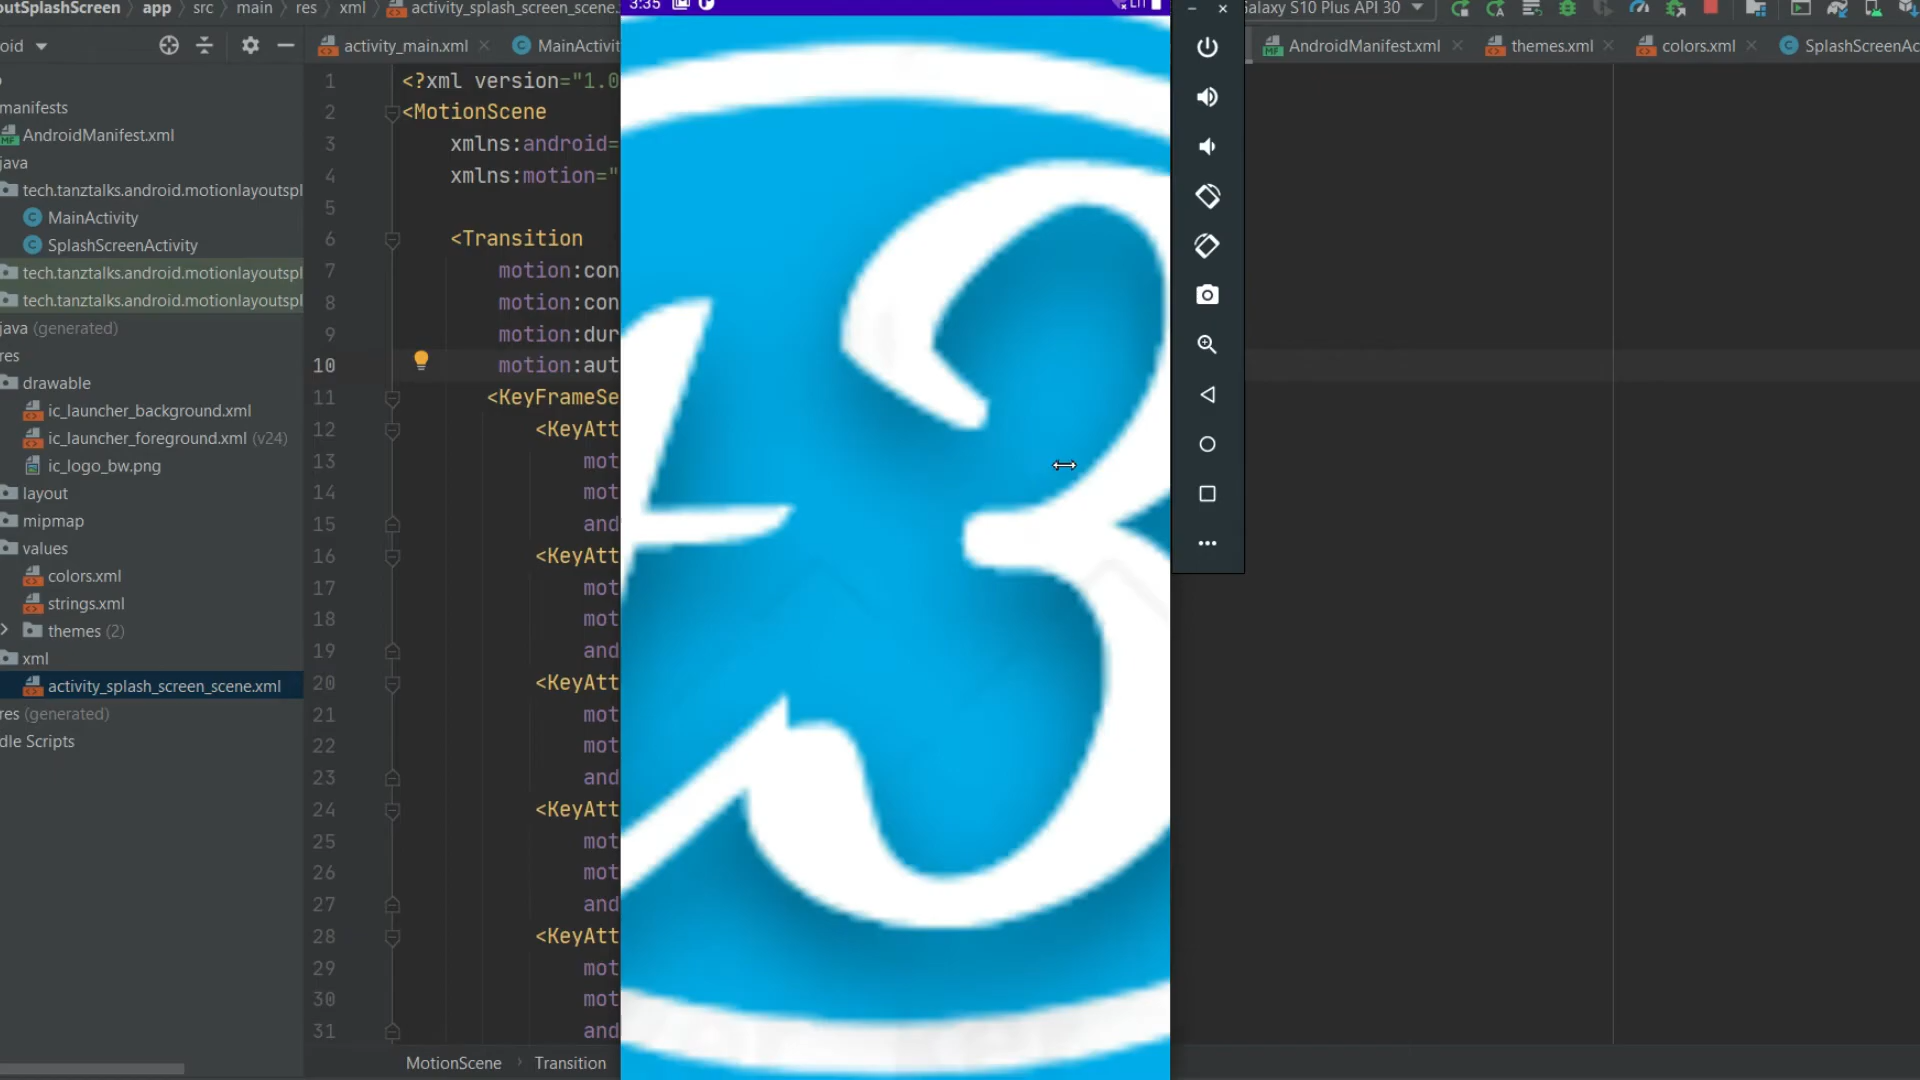 outSplashScreen app src main res xml activity_splash_screen_scene.
3:35
LTE
Galaxy S10 Plus API 30
oid
activity_main.xml
MainActivit
AndroidManifest.xml
themes.xml
colors.xml
SplashScreenAc
manifests
AndroidManifest.xml
java
tech.tanztalks.android.motionlayoutspl
MainActivity
SplashScreenActivity
tech.tanztalks.android.motionlayoutspl
tech.tanztalks.android.motionlayoutspl
java (generated)
res
drawable
ic_launcher_background.xml
ic_launcher_foreground.xml (v24)
ic_logo_bw.png
layout
mipmap
values
colors.xml
strings.xml
themes (2)
xml
activity_splash_screen_scene.xml
res (generated)
dle Scripts
1 <?xml version="1.0
2 <MotionScene
3 xmlns:android=
4 xmlns:motion="
5
6 <Transition
7 motion:con
8 motion:con
9 motion:dur
10 motion:aut
11 <KeyFrameSe
12 <KeyAtt
13 mot
14 mot
15 and
16 <KeyAtt
17 mot
18 mot
19 and
20 <KeyAtt
21 mot
22 mot
23 and
24 <KeyAtt
25 mot
26 mot
27 and
28 <KeyAtt
29 mot
30 mot
31 and
3
MotionScene Transition